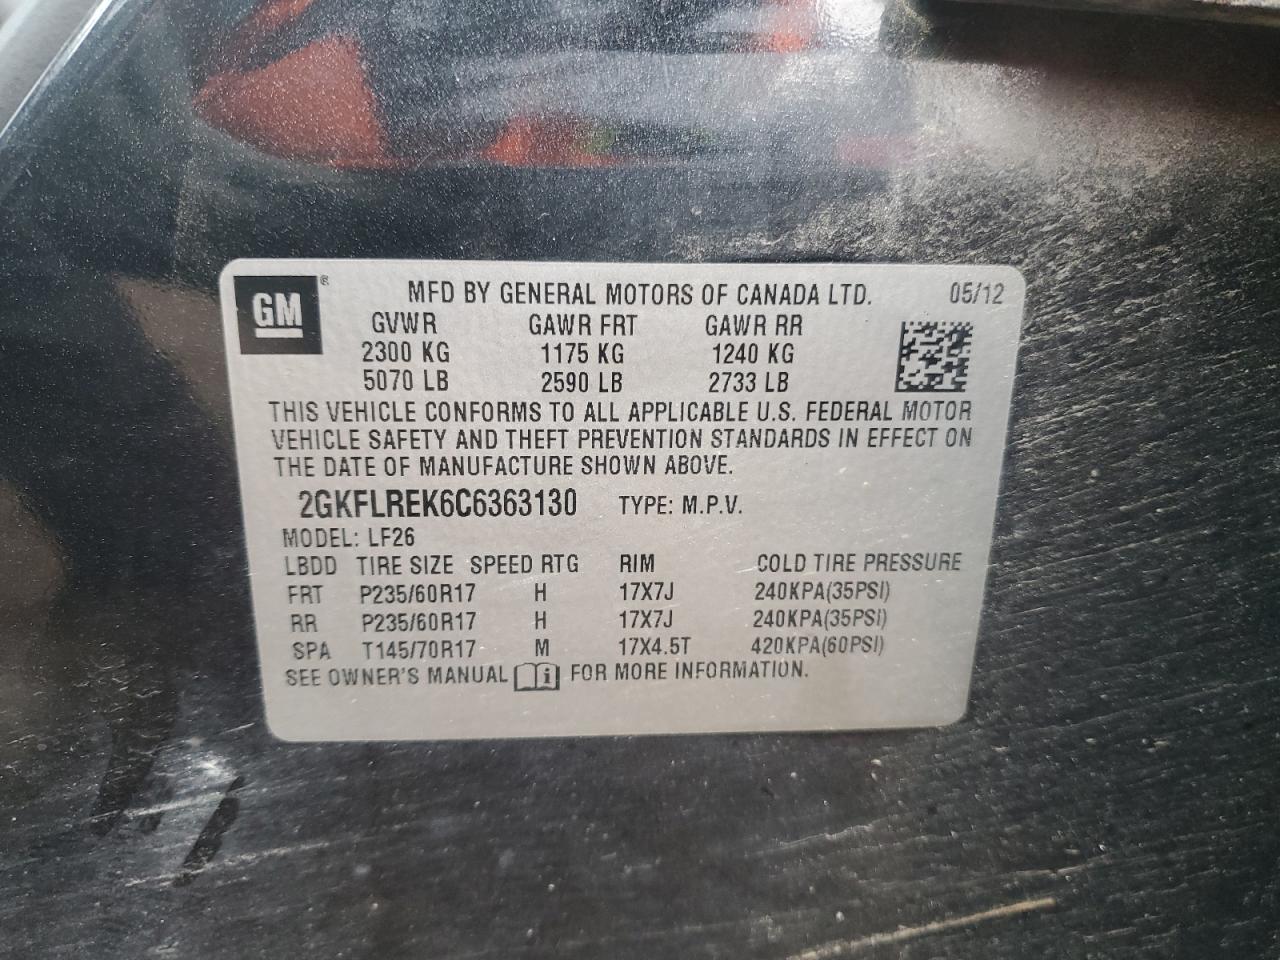 GM ® MFD BY GENERAL MOTORS OF CANADA LTD. 05/12
GVWR GAWR FRT GAWR RR
2300 KG 1175 KG 1240 KG
5070 LB 2590 LB 2733 LB
THIS VEHICLE CONFORMS TO ALL APPLICABLE U.S. FEDERAL MOTOR
VEHICLE SAFETY AND THEFT PREVENTION STANDARDS IN EFFECT ON
THE DATE OF MANUFACTURE SHOWN ABOVE.
2GKFLREK6C6363130 TYPE: M.P.V.
MODEL: LF26
LBDD TIRE SIZE SPEED RTG RIM COLD TIRE PRESSURE
FRT P235/60R17 H 17X7J 240KPA(35PSI)
RR P235/60R17 H 17X7J 240KPA(35PSI)
SPA T145/70R17 M 17X4.5T 420KPA(60PSI)
SEE OWNER'S MANUAL i FOR MORE INFORMATION.